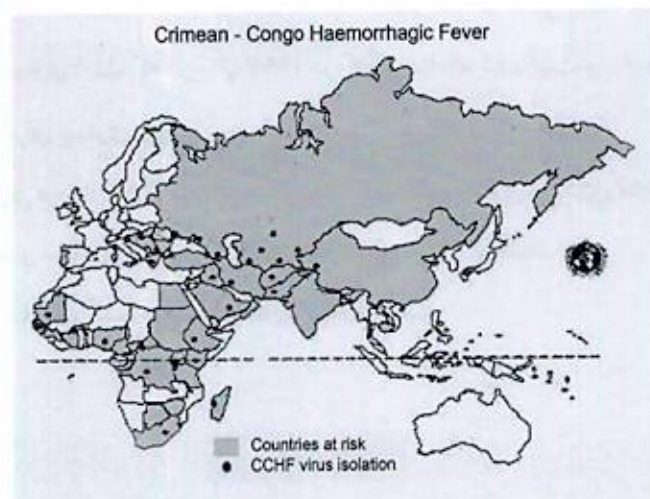 Crimean - Congo Haemorrhagic Fever
Countries at risk
CCHF virus isolation